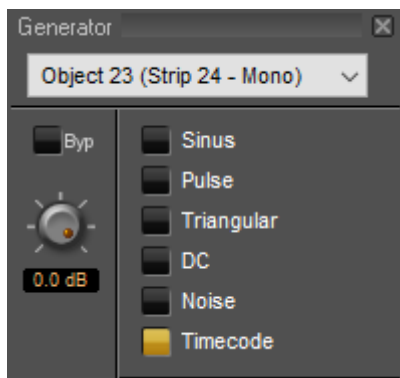 Generator
Object 23 (Strip 24 - Mono)
Byp
0.0 dB
Sinus
Pulse
Triangular
DC
Noise
Timecode